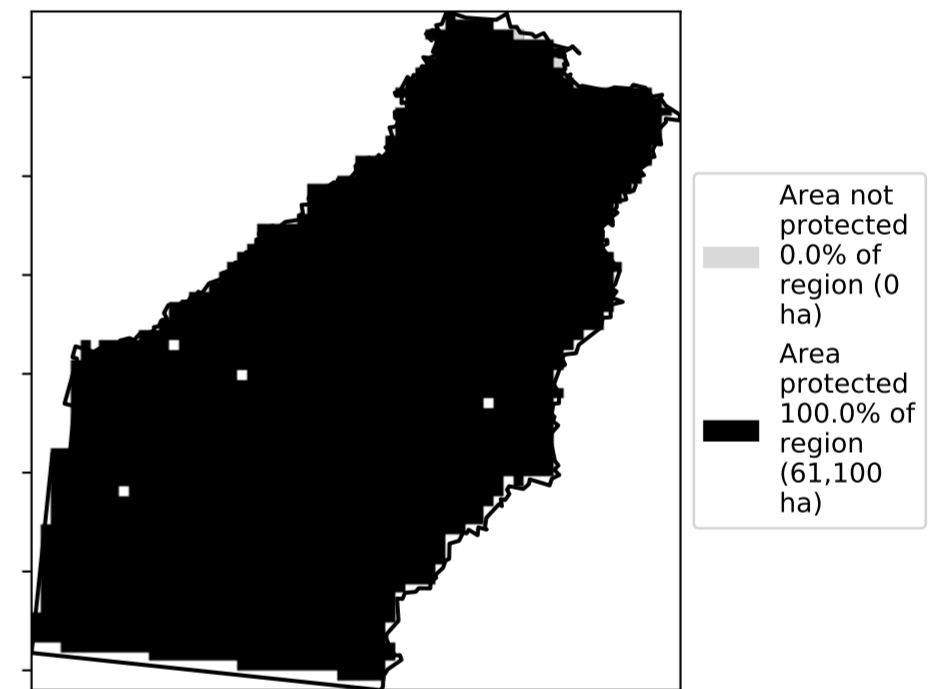 Area not
protected
0.0% of
region (0
ha)
Area
protected
100.0% of
region
(61,100
ha)